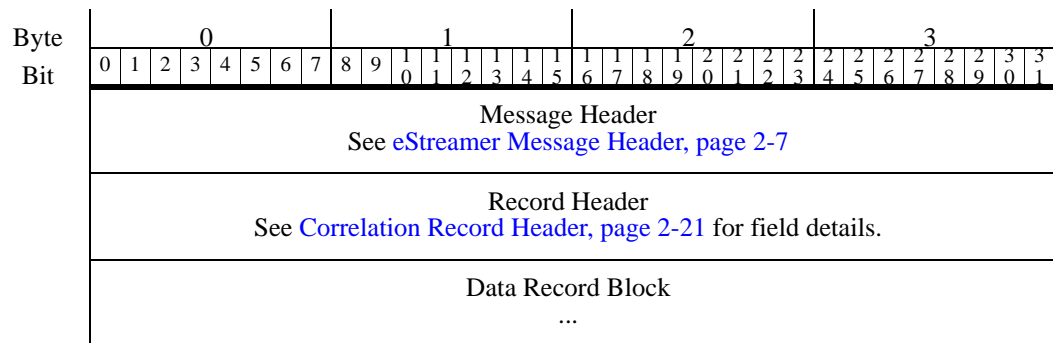 Byte 0 1 2 3
Bit 0 1 2 3 4 5 6 7 8 9 10 11 12 13 14 15 16 17 18 19 20 21 22 23 24 25 26 27 28 29 30 31
Message Header
See eStreamer Message Header, page 2-7
Record Header
See Correlation Record Header, page 2-21 for field details.
Data Record Block
...